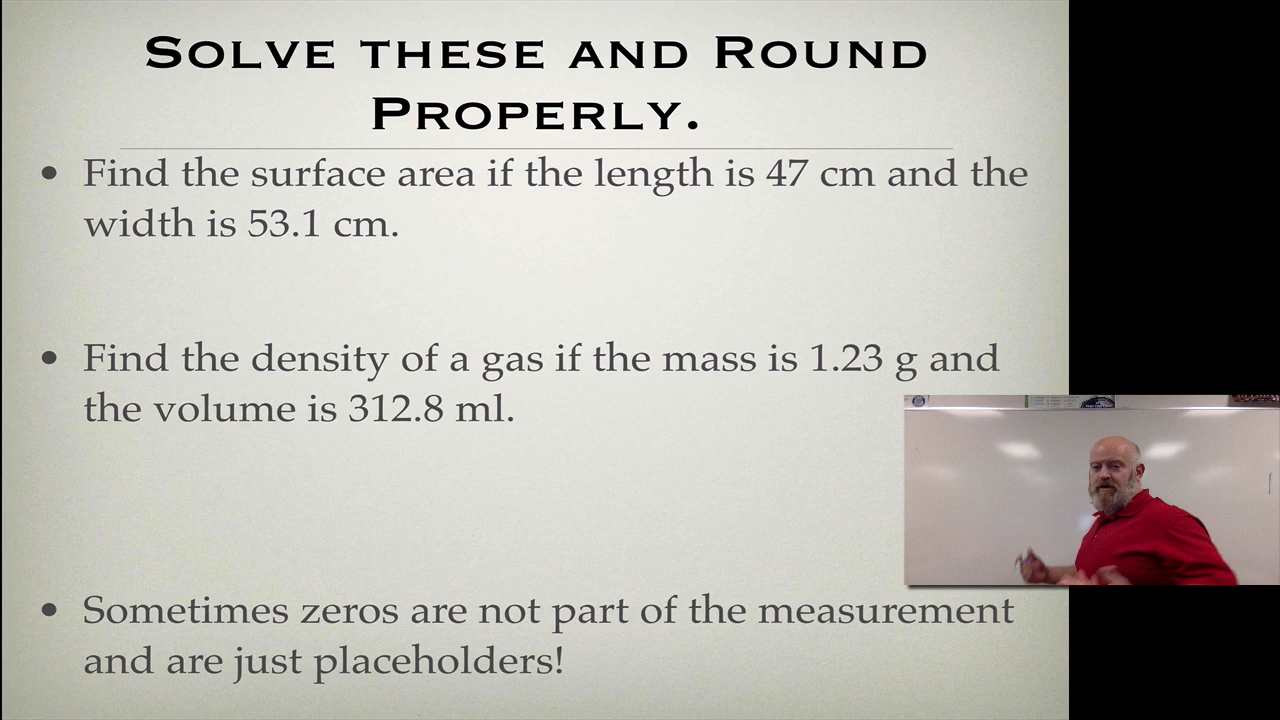 Solve these and Round
Properly.
• Find the surface area if the length is 47 cm and the
width is 53.1 cm.
• Find the density of a gas if the mass is 1.23 g and
the volume is 312.8 ml.
• Sometimes zeros are not part of the measurement
and are just placeholders!